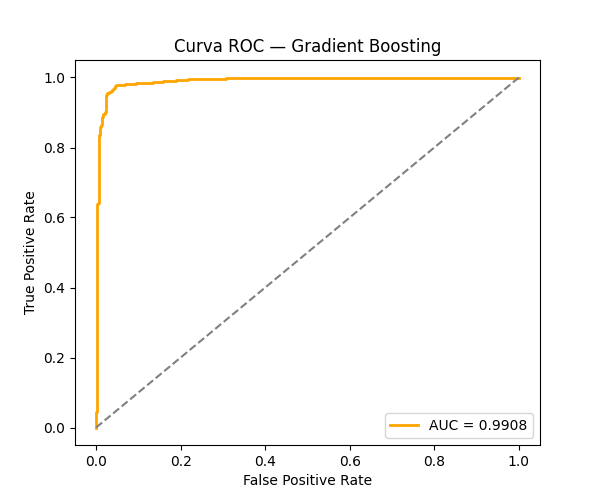 Curva ROC — Gradient Boosting
1.0
0.8
0.6
0.4
0.2
0.0
True Positive Rate
AUC = 0.9908
0.0 0.2 0.4 0.6 0.8 1.0
False Positive Rate